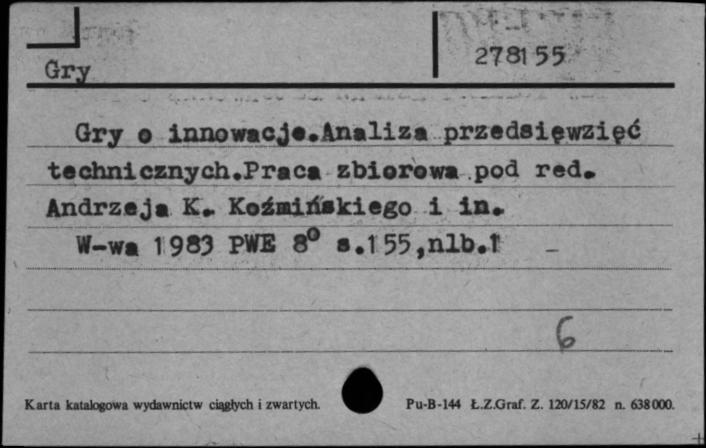 Gry
278155
Gry o innowacje.Analiza przedsięwzięć
technicznych.Praca zbiorowa pod red.
Andrzeja K. Koźmińskiego i in.
W-wa 1983 PWE 8° s.155,nlb.1
6
Karta katalogowa wydawnictw ciągłych i zwartych.
Pu-B-144 Ł.Z.Graf. Z. 120/15/82 n. 638000.